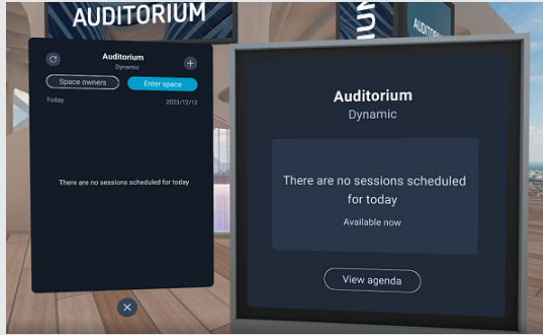 AUDITORIUM
Auditorium
Dynamic
Space owners
Enter space
Today
2023/12/12
There are no sessions scheduled for today
Auditorium
Dynamic
There are no sessions scheduled
for today
Available now
View agenda